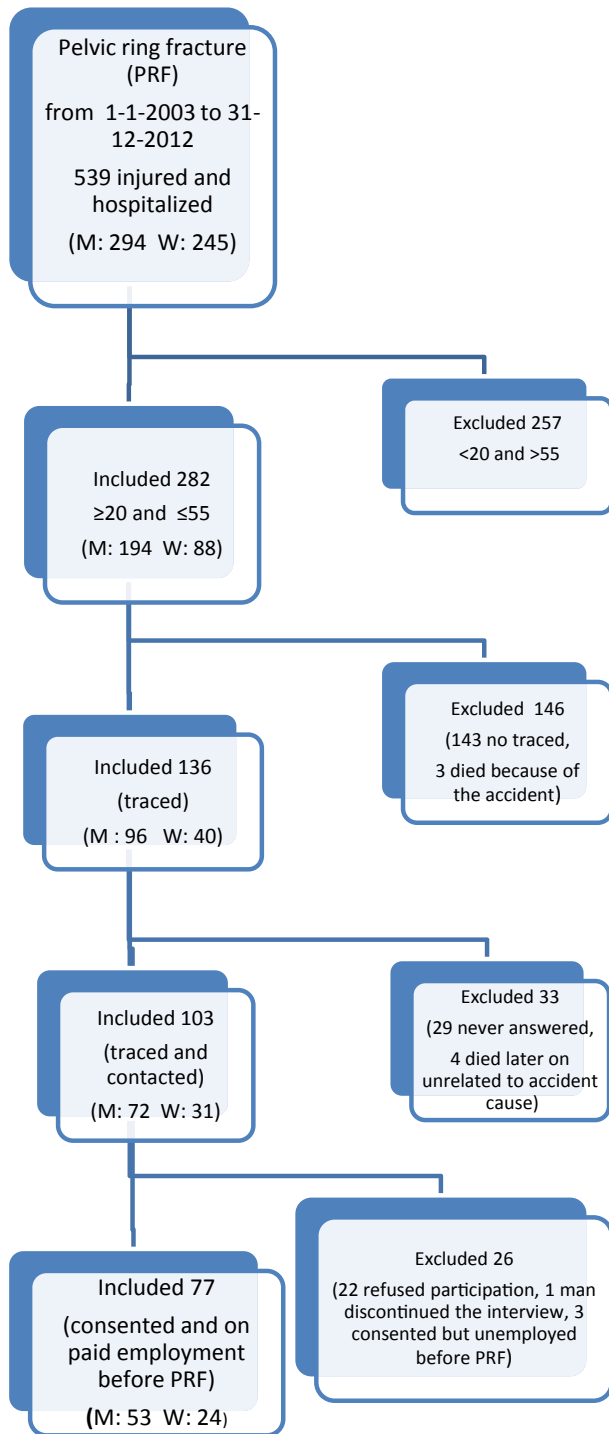 Pelvic ring fracture
(PRF)
from 1-1-2003 to 31-
12-2012
539 injured and
hospitalized
(M: 294 W: 245)
Excluded 257
<20 and >55
Included 282
≥20 and ≤55
(M: 194 W: 88)
Excluded 146
(143 no traced,
3 died because of
the accident)
Included 136
(traced)
(M : 96 W: 40)
Excluded 33
(29 never answered,
4 died later on
unrelated to accident
cause)
Included 103
(traced and
contacted)
(M: 72 W: 31)
Excluded 26
(22 refused participation, 1 man
discontinued the interview, 3
consented but unemployed
before PRF)
Included 77
(consented and on
paid employment
before PRF)
(M: 53 W: 24)